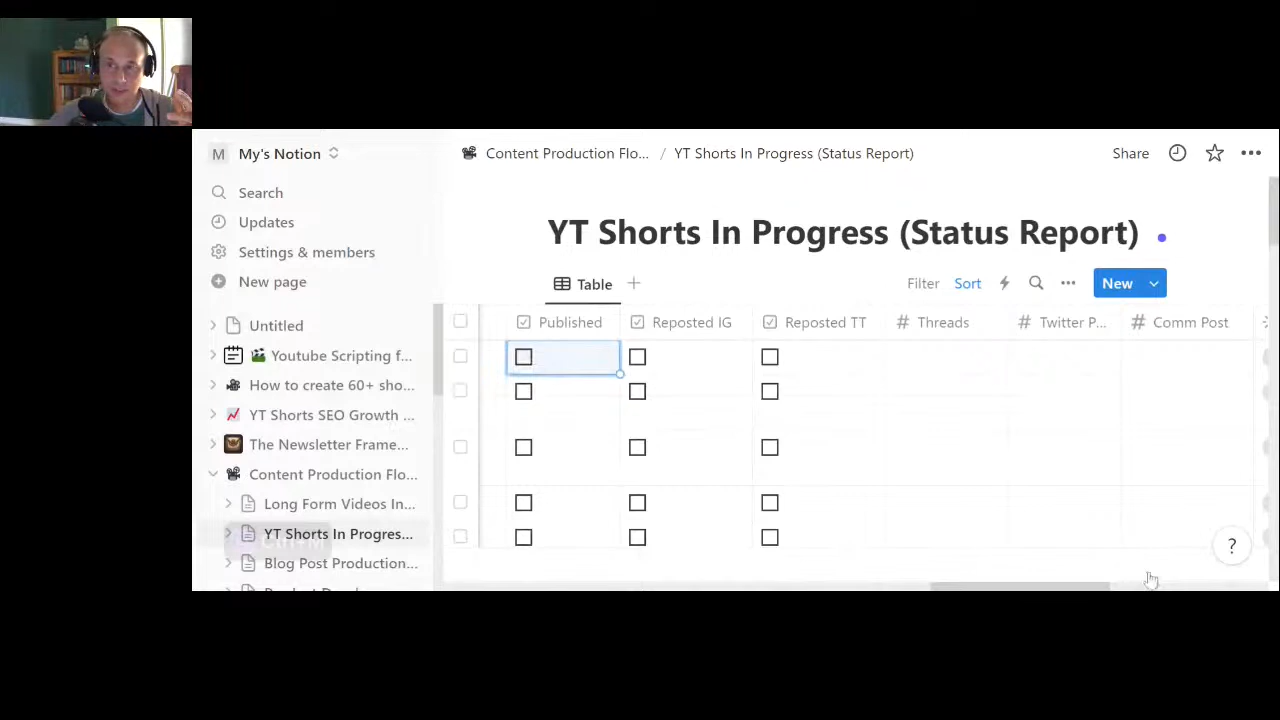 M My's Notion
Content Production Flo... / YT Shorts In Progress (Status Report)
Share
Search
Updates
Settings & members
New page
Untitled
Youtube Scripting f...
How to create 60+ sho...
YT Shorts SEO Growth ...
The Newsletter Frame...
Content Production Flo...
Long Form Videos In...
YT Shorts In Progres...
Blog Post Production...
YT Shorts In Progress (Status Report)
Table
Filter
Sort
New
Published
Reposted IG
Reposted TT
# Threads
# Twitter P...
# Comm Post
?